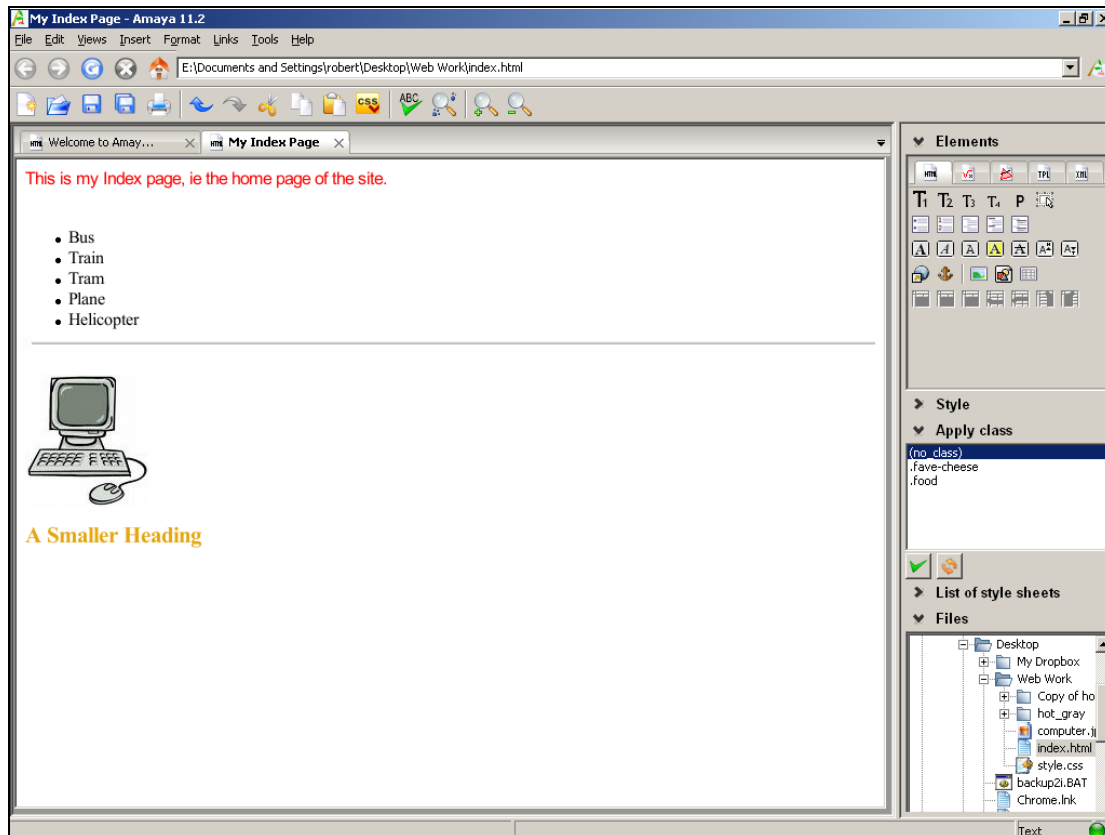 My Index Page - Amaya 11.2
File Edit Views Insert Format Links Tools Help
E:\Documents and Settings\robert\Desktop\Web Work\index.html
CSS ABC
HTML Welcome to Amay... HTML My Index Page
This is my Index page, ie the home page of the site.
Bus
Train
Tram
Plane
Helicopter
A Smaller Heading
Elements
HTML TPL XML
T1 T2 T3 T4 P
A A A A A A A
Style
Apply class
(no_class)
.fave-cheese
.food
List of style sheets
Files
Desktop
My Dropbox
Web Work
Copy of ho
hot_gray
computer.j
index.html
style.css
backup2i.BAT
Chrome.lnk
Text